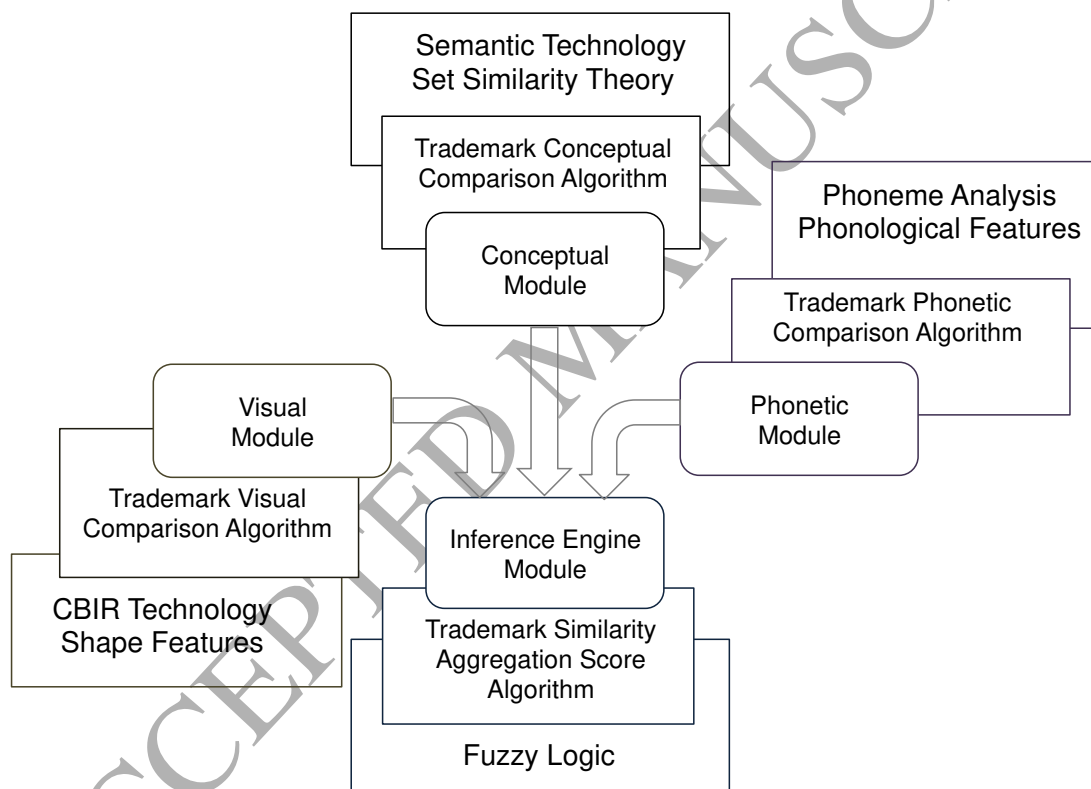 Semantic Technology
Set Similarity Theory
Trademark Conceptual
Comparison Algorithm
Conceptual
Module
Phoneme Analysis
Phonological Features
Trademark Phonetic
Comparison Algorithm
Phonetic
Module
Visual
Module
Trademark Visual
Comparison Algorithm
CBIR Technology
Shape Features
Inference Engine
Module
Trademark Similarity
Aggregation Score
Algorithm
Fuzzy Logic
CCEPTED MANUSC